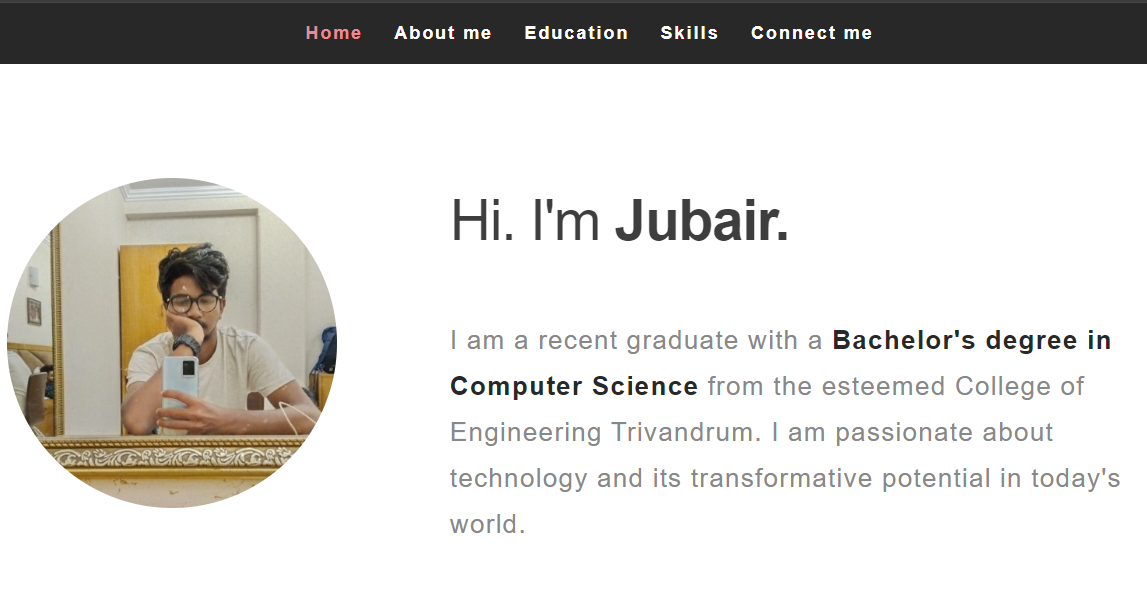 Home About me Education Skills Connect me
Hi. I'm Jubair.
I am a recent graduate with a Bachelor's degree in
Computer Science from the esteemed College of
Engineering Trivandrum. I am passionate about
technology and its transformative potential in today's
world.